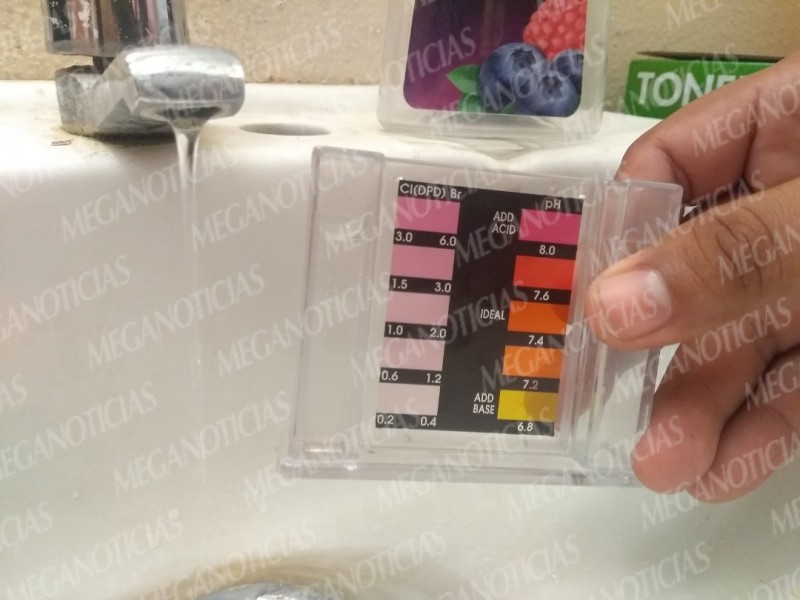 TONE
Cl(DPD) Br pH
ADD
ACID
3.0 6.0 8.0
1.5 3.0 7.6
IDEAL
1.0 2.0 7.4
0.6 1.2 7.2
ADD
BASE
0.2 0.4 6.8
MEGANOTICIAS